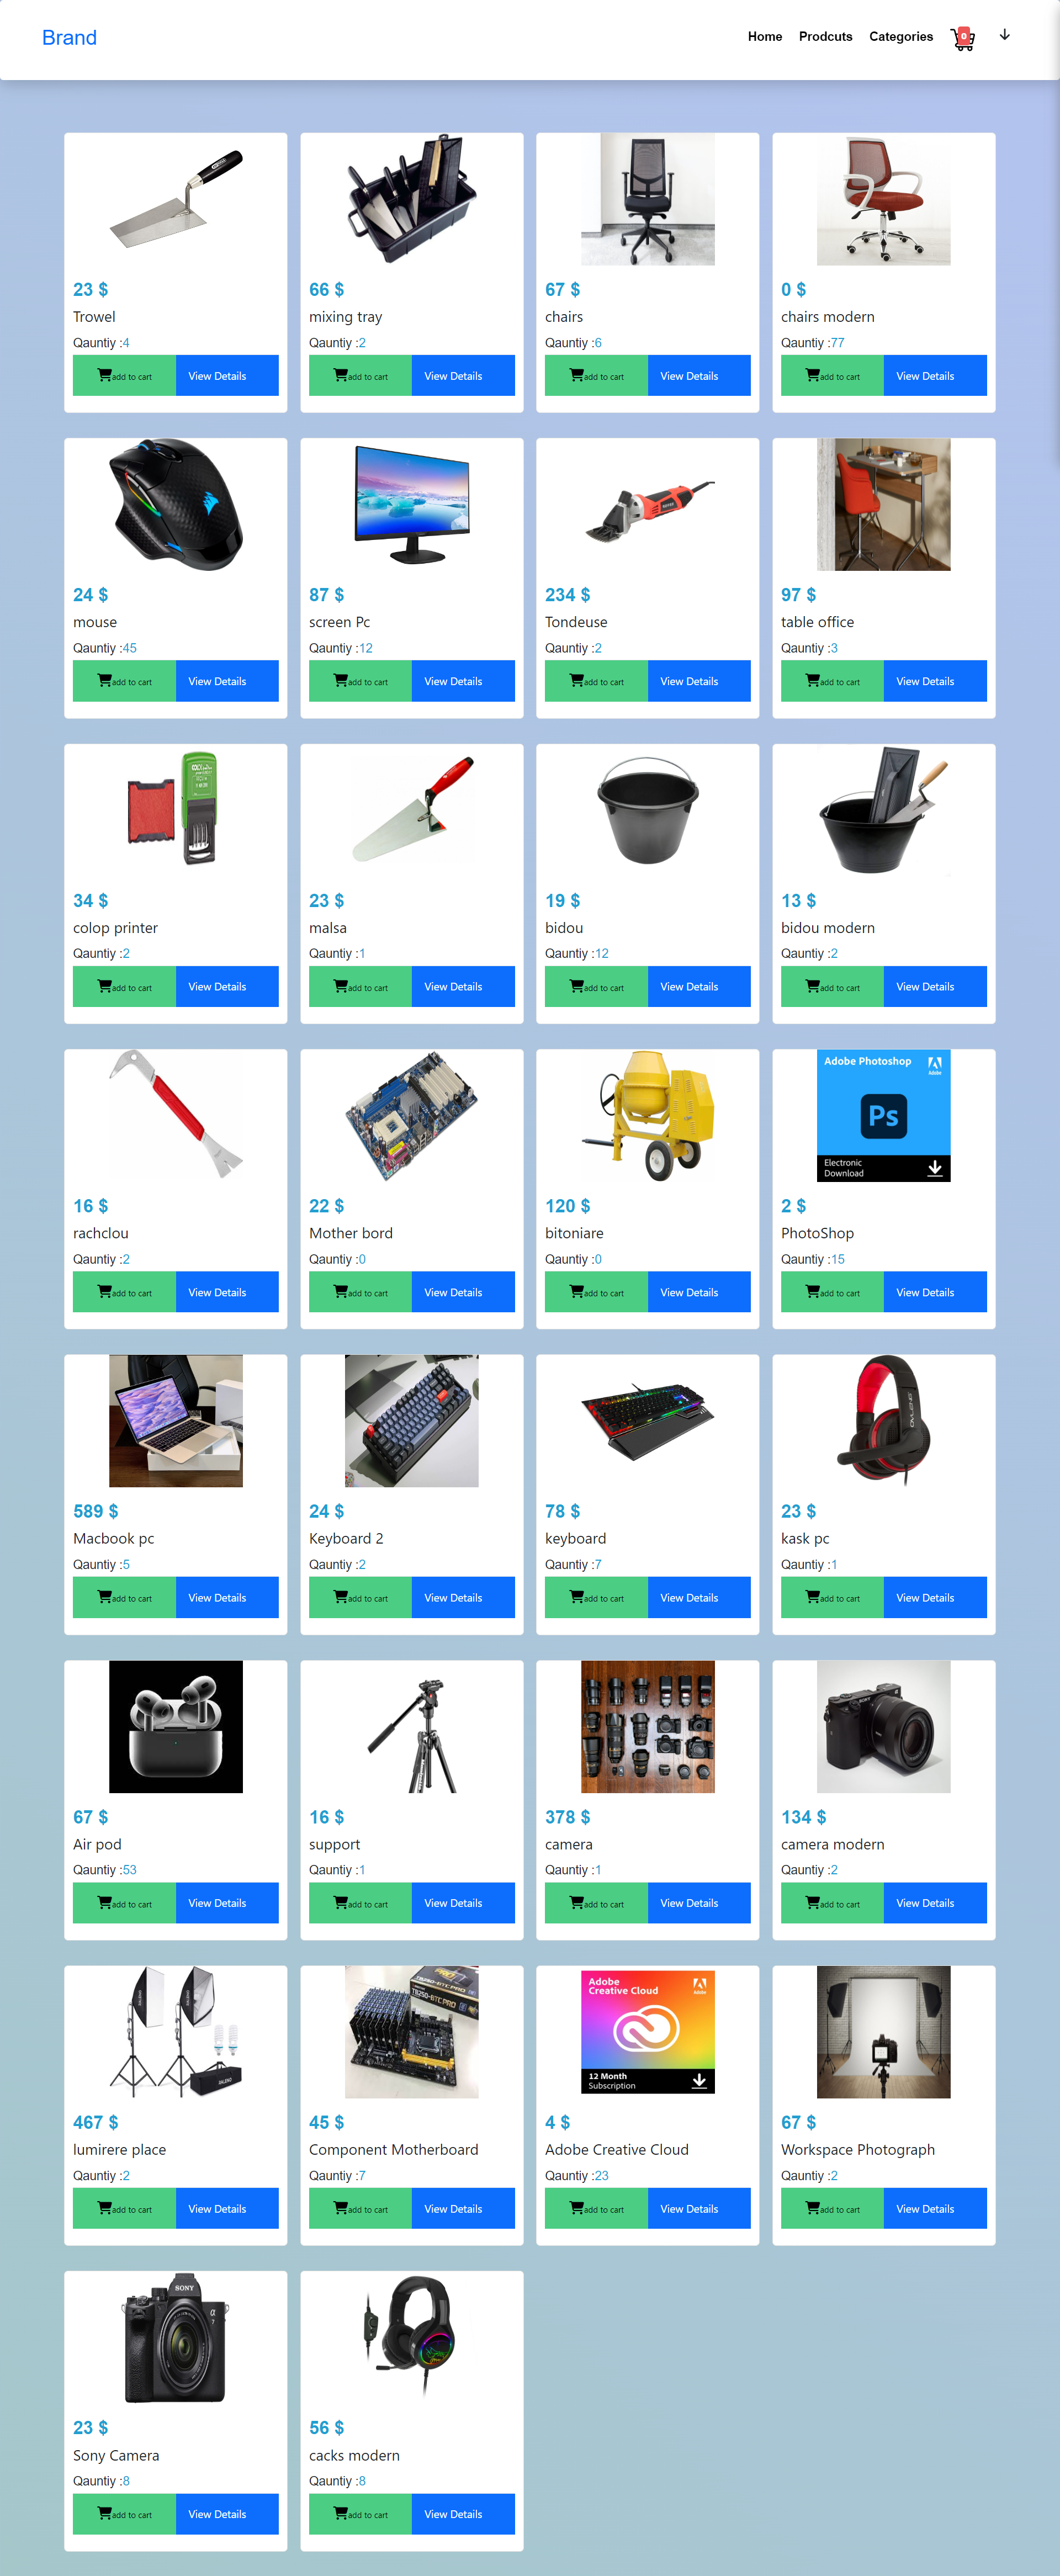 Brand
Home Prodcuts Categories 0
23 $
Trowel
Qauntiy :4
add to cart View Details
66 $
mixing tray
Qauntiy :2
add to cart View Details
67 $
chairs
Qauntiy :6
add to cart View Details
0 $
chairs modern
Qauntiy :77
add to cart View Details
24 $
mouse
Qauntiy :45
add to cart View Details
87 $
screen Pc
Qauntiy :12
add to cart View Details
234 $
Tondeuse
Qauntiy :2
add to cart View Details
97 $
table office
Qauntiy :3
add to cart View Details
34 $
colop printer
Qauntiy :2
add to cart View Details
23 $
malsa
Qauntiy :1
add to cart View Details
19 $
bidou
Qauntiy :12
add to cart View Details
13 $
bidou modern
Qauntiy :2
add to cart View Details
16 $
rachclou
Qauntiy :2
add to cart View Details
22 $
Mother bord
Qauntiy :0
add to cart View Details
120 $
bitoniare
Qauntiy :0
add to cart View Details
Adobe Photoshop
Adobe
Ps
Electronic
Download
2 $
PhotoShop
Qauntiy :15
add to cart View Details
589 $
Macbook pc
Qauntiy :5
add to cart View Details
24 $
Keyboard 2
Qauntiy :2
add to cart View Details
78 $
keyboard
Qauntiy :7
add to cart View Details
OVLENG
23 $
kask pc
Qauntiy :1
add to cart View Details
67 $
Air pod
Qauntiy :53
add to cart View Details
16 $
support
Qauntiy :1
add to cart View Details
378 $
camera
Qauntiy :1
add to cart View Details
SONY
134 $
camera modern
Qauntiy :2
add to cart View Details
467 $
lumirere place
Qauntiy :2
add to cart View Details
PRO
TB250-BTC PRO
45 $
Component Motherboard
Qauntiy :7
add to cart View Details
Adobe
Creative Cloud
Adobe
12 Month
Subscription
4 $
Adobe Creative Cloud
Qauntiy :23
add to cart View Details
67 $
Workspace Photograph
Qauntiy :2
add to cart View Details
SONY
α
7
23 $
Sony Camera
Qauntiy :8
add to cart View Details
56 $
cacks modern
Qauntiy :8
add to cart View Details